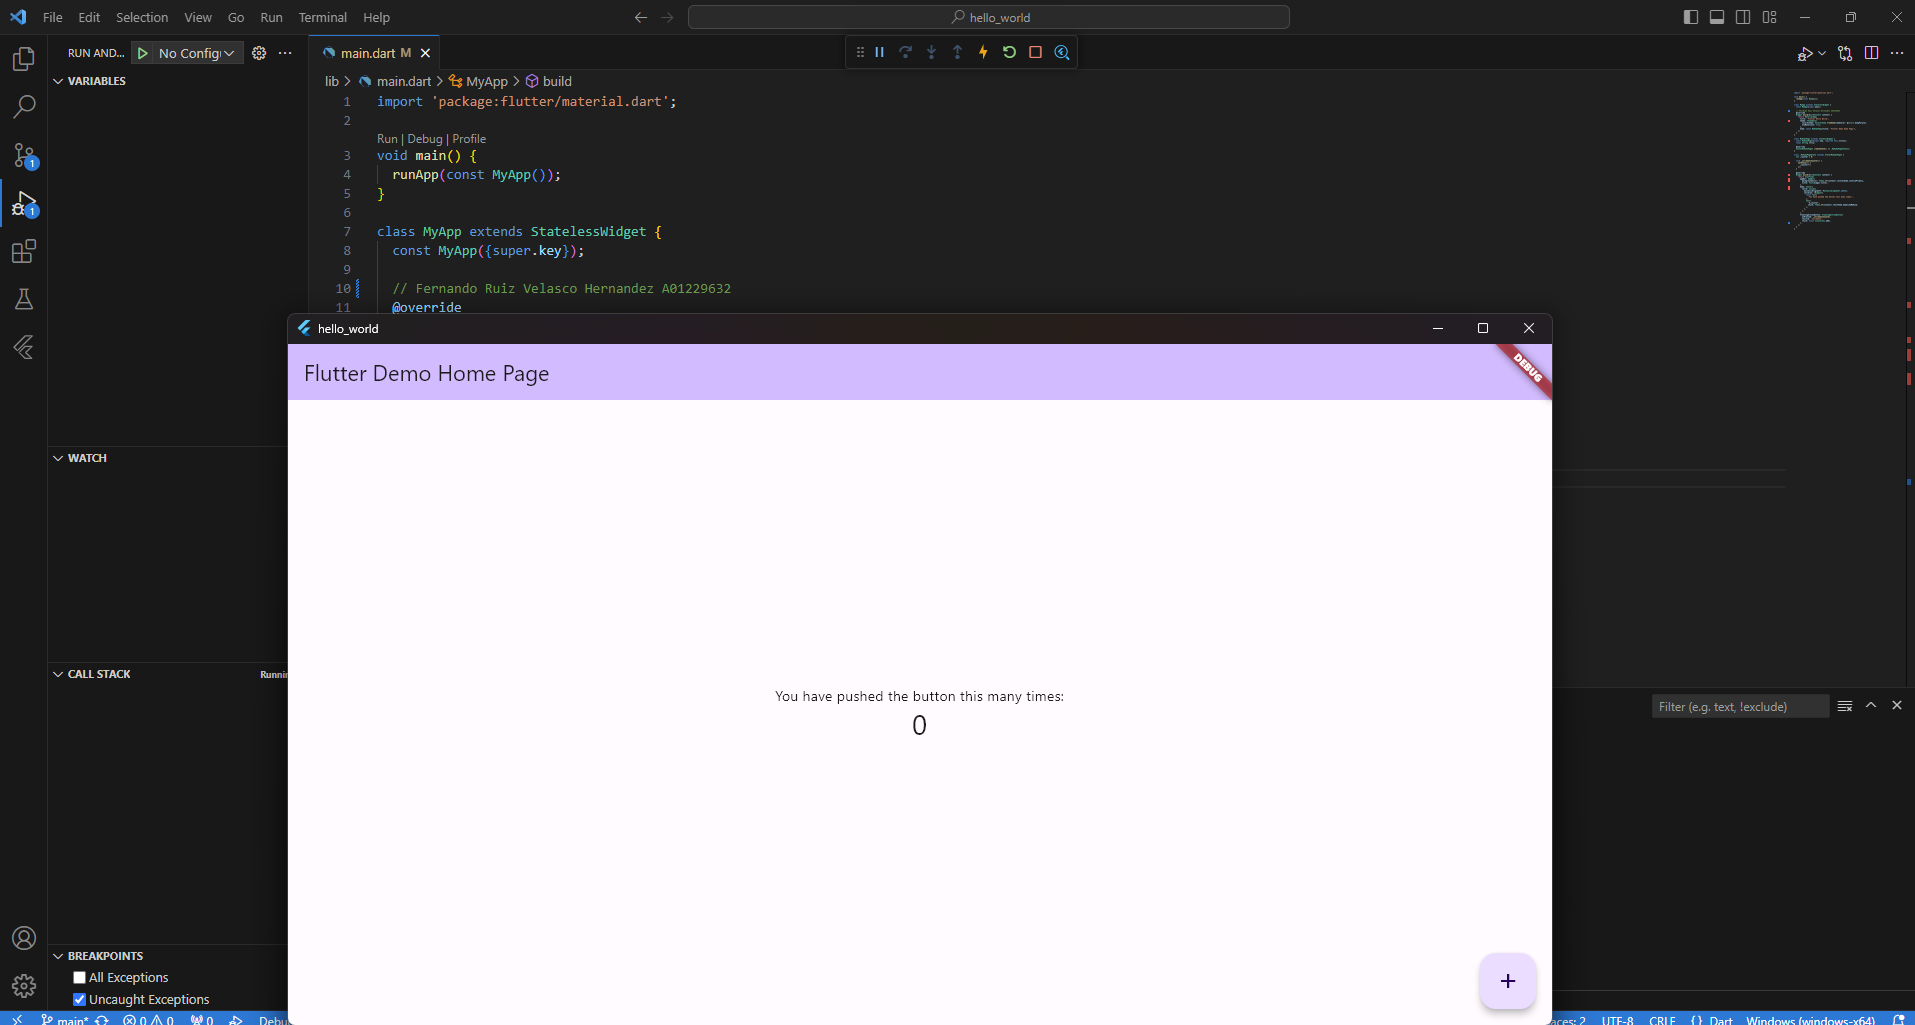 File Edit Selection View Go Run Terminal Help
hello_world
RUN AND... No Config
main.dart M
VARIABLES
lib > main.dart > MyApp > build
1 import 'package:flutter/material.dart';
2
Run | Debug | Profile
3 void main() {
4 runApp(const MyApp());
5 }
6
7 class MyApp extends StatelessWidget {
8 const MyApp({super.key});
9
10 // Fernando Ruiz Velasco Hernandez A01229632
11 @override
hello_world
Flutter Demo Home Page
DEBUG
WATCH
CALL STACK
You have pushed the button this many times:
0
Filter (e.g. text, !exclude)
BREAKPOINTS
All Exceptions
Uncaught Exceptions
+
1
1
main* 0 0 0 Debu
aces: 2 UTF-8 CRLF {} Dart Windows (windows-x64)